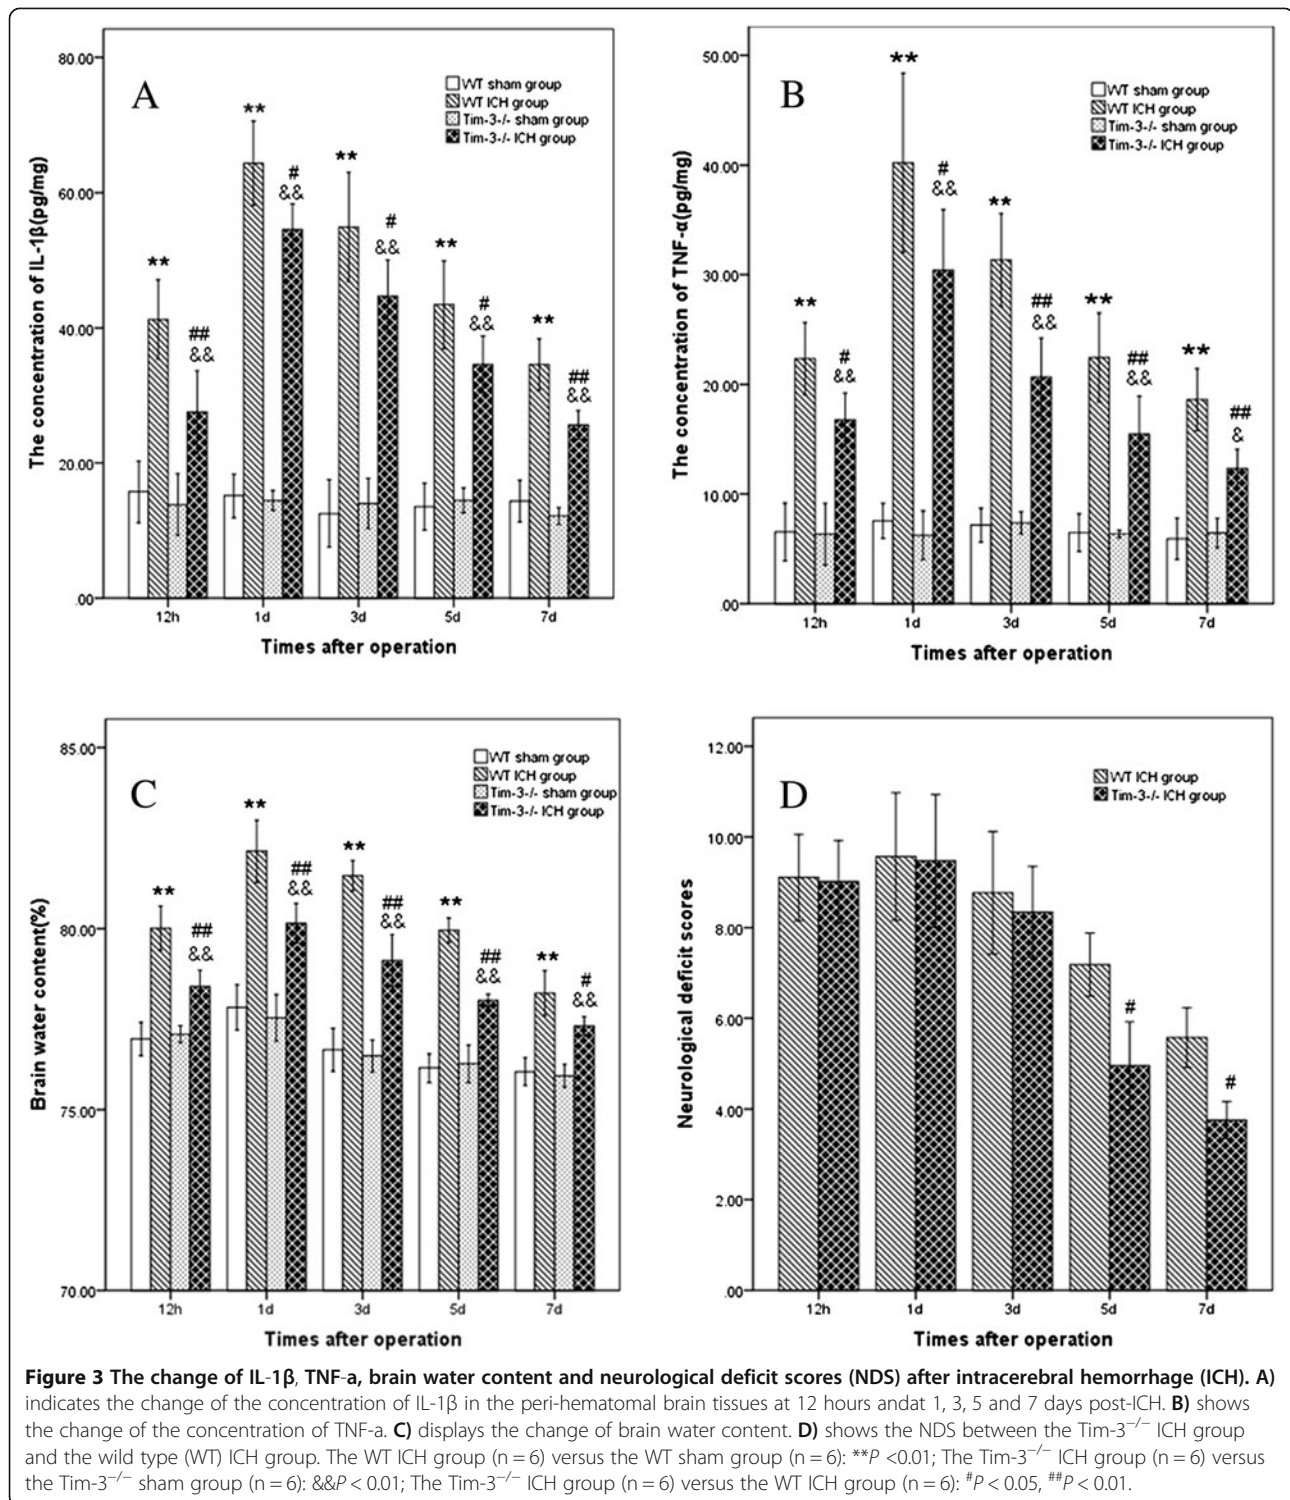 80.00
60.00
40.00
20.00
.00
The concentration of IL-1β(pg/mg)
A
WT sham group
WT ICH group
Tim-3-/- sham group
Tim-3-/- ICH group
**
##
&&
**
#
&&
**
#
&&
**
#
&&
**
##
&&
12h 1d 3d 5d 7d
Times after operation
50.00
40.00
30.00
20.00
10.00
.00
The concentration of TNF-α(pg/mg)
B
WT sham group
WT ICH group
Tim-3-/- sham group
Tim-3-/- ICH group
**
#
&&
**
#
&&
**
##
&&
**
##
&&
**
##
&
12h 1d 3d 5d 7d
Times after operation
85.00
80.00
75.00
70.00
Brain water content(%)
C
WT sham group
WT ICH group
Tim-3-/- sham group
Tim-3-/- ICH group
**
##
&&
**
##
&&
**
##
&&
**
##
&&
**
#
&&
12h 1d 3d 5d 7d
Times after operation
12.00
10.00
8.00
6.00
4.00
2.00
.00
Neurological deficit scores
D
WT ICH group
Tim-3-/- ICH group
#
#
12h 1d 3d 5d 7d
Times after operation
Figure 3 The change of IL-1β, TNF-a, brain water content and neurological deficit scores (NDS) after intracerebral hemorrhage (ICH). A)
indicates the change of the concentration of IL-1β in the peri-hematomal brain tissues at 12 hours andat 1, 3, 5 and 7 days post-ICH. B) shows
the change of the concentration of TNF-a. C) displays the change of brain water content. D) shows the NDS between the Tim-3−/− ICH group
and the wild type (WT) ICH group. The WT ICH group (n = 6) versus the WT sham group (n = 6): **P <0.01; The Tim-3−/− ICH group (n = 6) versus
the Tim-3−/− sham group (n = 6): &&P < 0.01; The Tim-3−/− ICH group (n = 6) versus the WT ICH group (n = 6): #P < 0.05, ##P < 0.01.